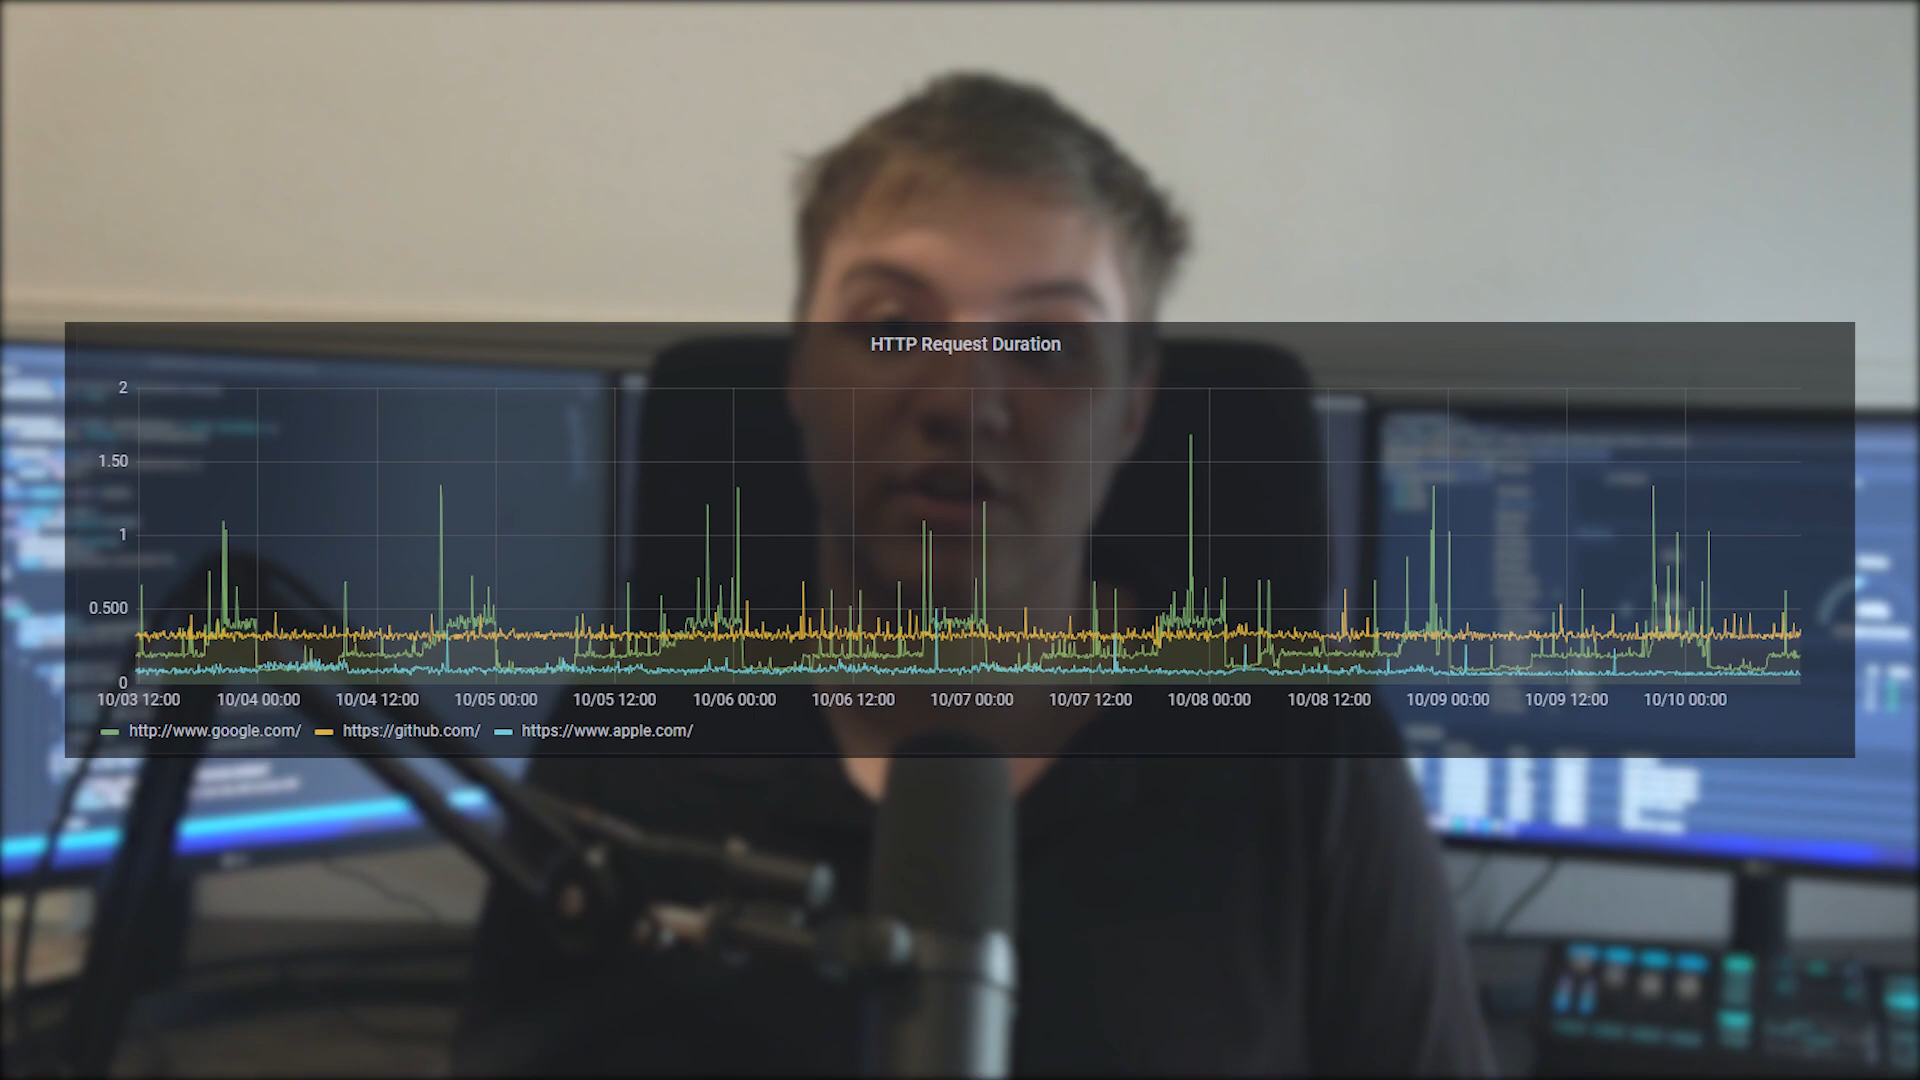 HTTP Request Duration
2
1.50
1
0.500
0
10/03 12:00 10/04 00:00 10/04 12:00 10/05 00:00 10/05 12:00 10/06 00:00 10/06 12:00 10/07 00:00 10/07 12:00 10/08 00:00 10/08 12:00 10/09 00:00 10/09 12:00 10/10 00:00
http://www.google.com/ https://github.com/ https://www.apple.com/